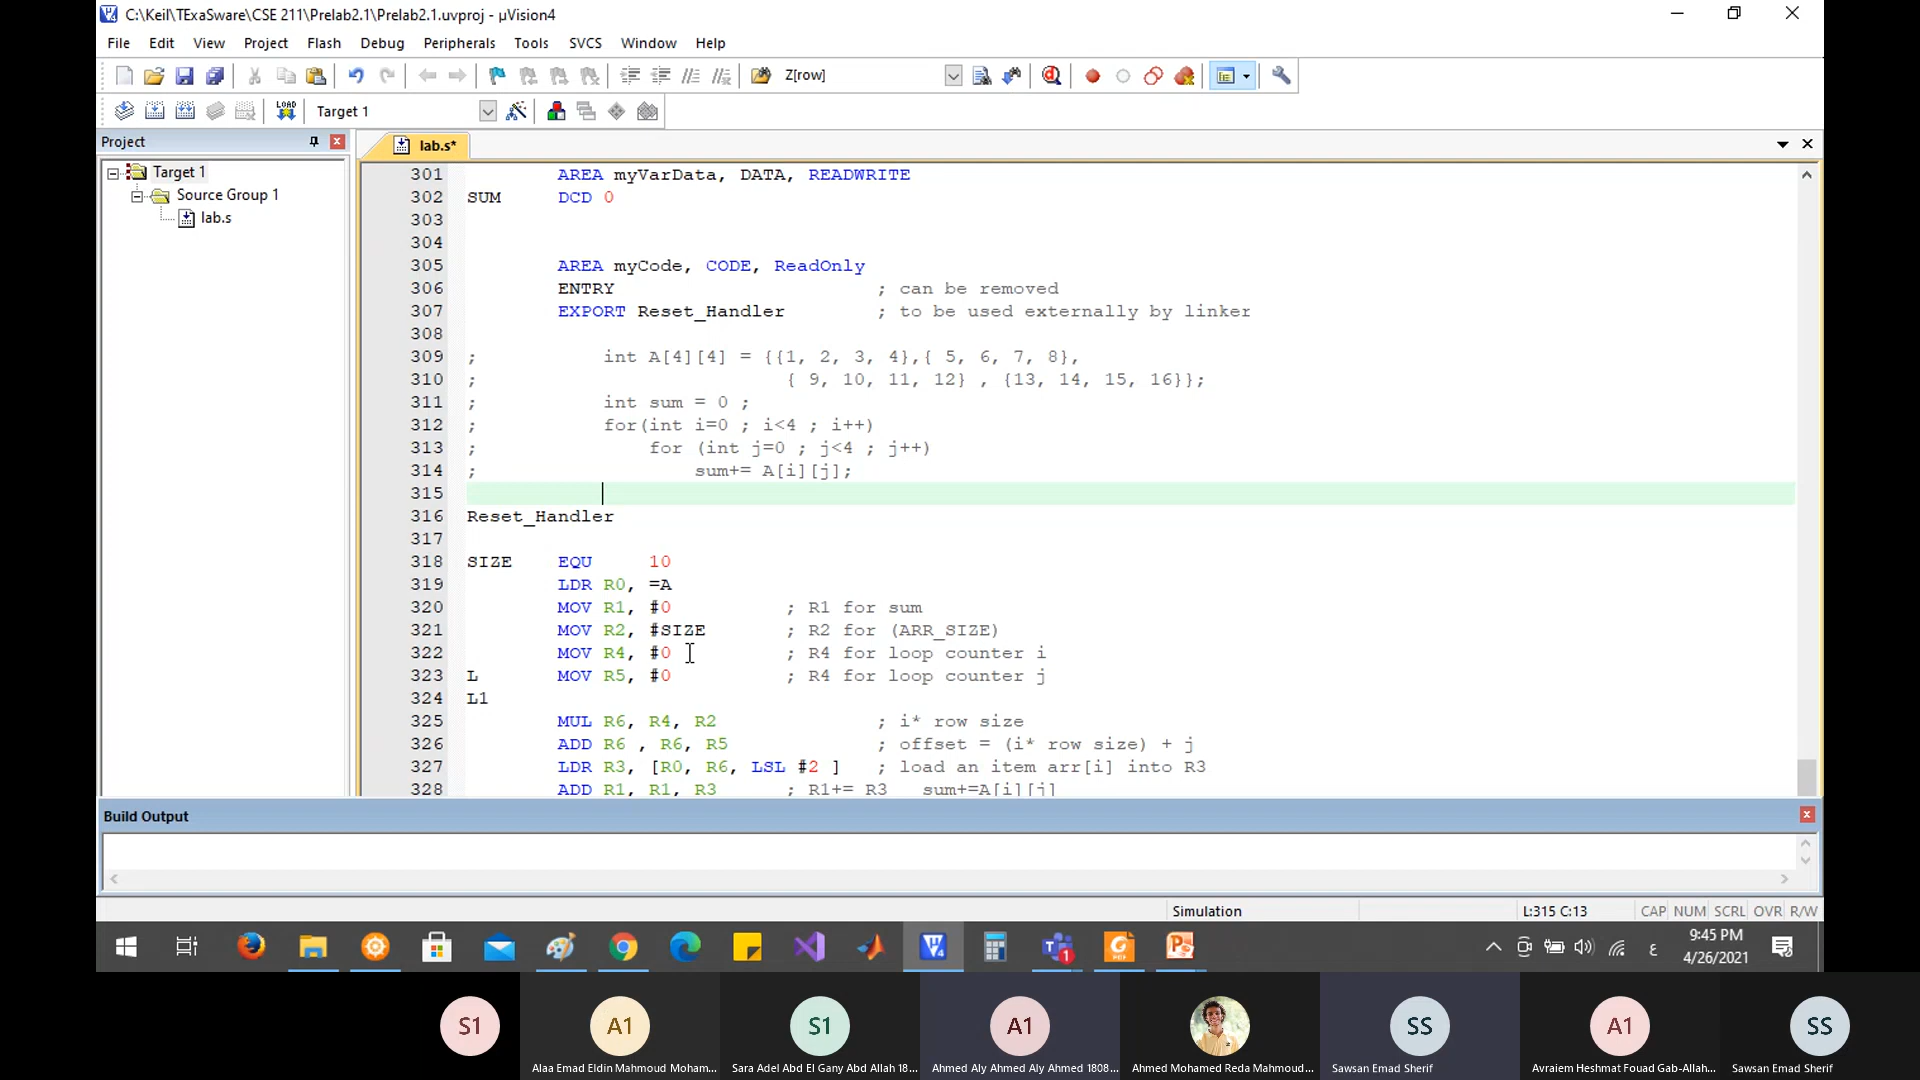 C:\Keil\TExaSware\CSE 211\Prelab2.1\Prelab2.1.uvproj - µVision4
File Edit View Project Flash Debug Peripherals Tools SVCS Window Help
Z[row]
LOAD Target 1
Project
lab.s*
Target 1
Source Group 1
lab.s
301 AREA myVarData, DATA, READWRITE
302 SUM DCD 0
303
304
305 AREA myCode, CODE, ReadOnly
306 ENTRY ; can be removed
307 EXPORT Reset_Handler ; to be used externally by linker
308
309 ; int A[4][4] = {{1, 2, 3, 4},{ 5, 6, 7, 8},
310 ; { 9, 10, 11, 12} , {13, 14, 15, 16}};
311 ; int sum = 0 ;
312 ; for(int i=0 ; i<4 ; i++)
313 ; for (int j=0 ; j<4 ; j++)
314 ; sum+= A[i][j];
315
316 Reset_Handler
317
318 SIZE EQU 10
319 LDR R0, =A
320 MOV R1, #0 ; R1 for sum
321 MOV R2, #SIZE ; R2 for (ARR_SIZE)
322 MOV R4, #0 ; R4 for loop counter i
323 L MOV R5, #0 ; R4 for loop counter j
324 L1
325 MUL R6, R4, R2 ; i* row size
326 ADD R6 , R6, R5 ; offset = (i* row size) + j
327 LDR R3, [R0, R6, LSL #2 ] ; load an item arr[i] into R3
328 ADD R1, R1, R3 ; R1+= R3 sum+=A[i][j]
Build Output
Simulation L:315 C:13 CAP NUM SCRL OVR R/W
9:45 PM
4/26/2021
ع
1
S1 A1 S1 A1 SS A1 SS
Alaa Emad Eldin Mahmoud Moham... Sara Adel Abd El Gany Abd Allah 18... Ahmed Aly Ahmed Aly Ahmed 1808... Ahmed Mohamed Reda Mahmoud... Sawsan Emad Sherif Avraiem Heshmat Fouad Gab-Allah... Sawsan Emad Sherif